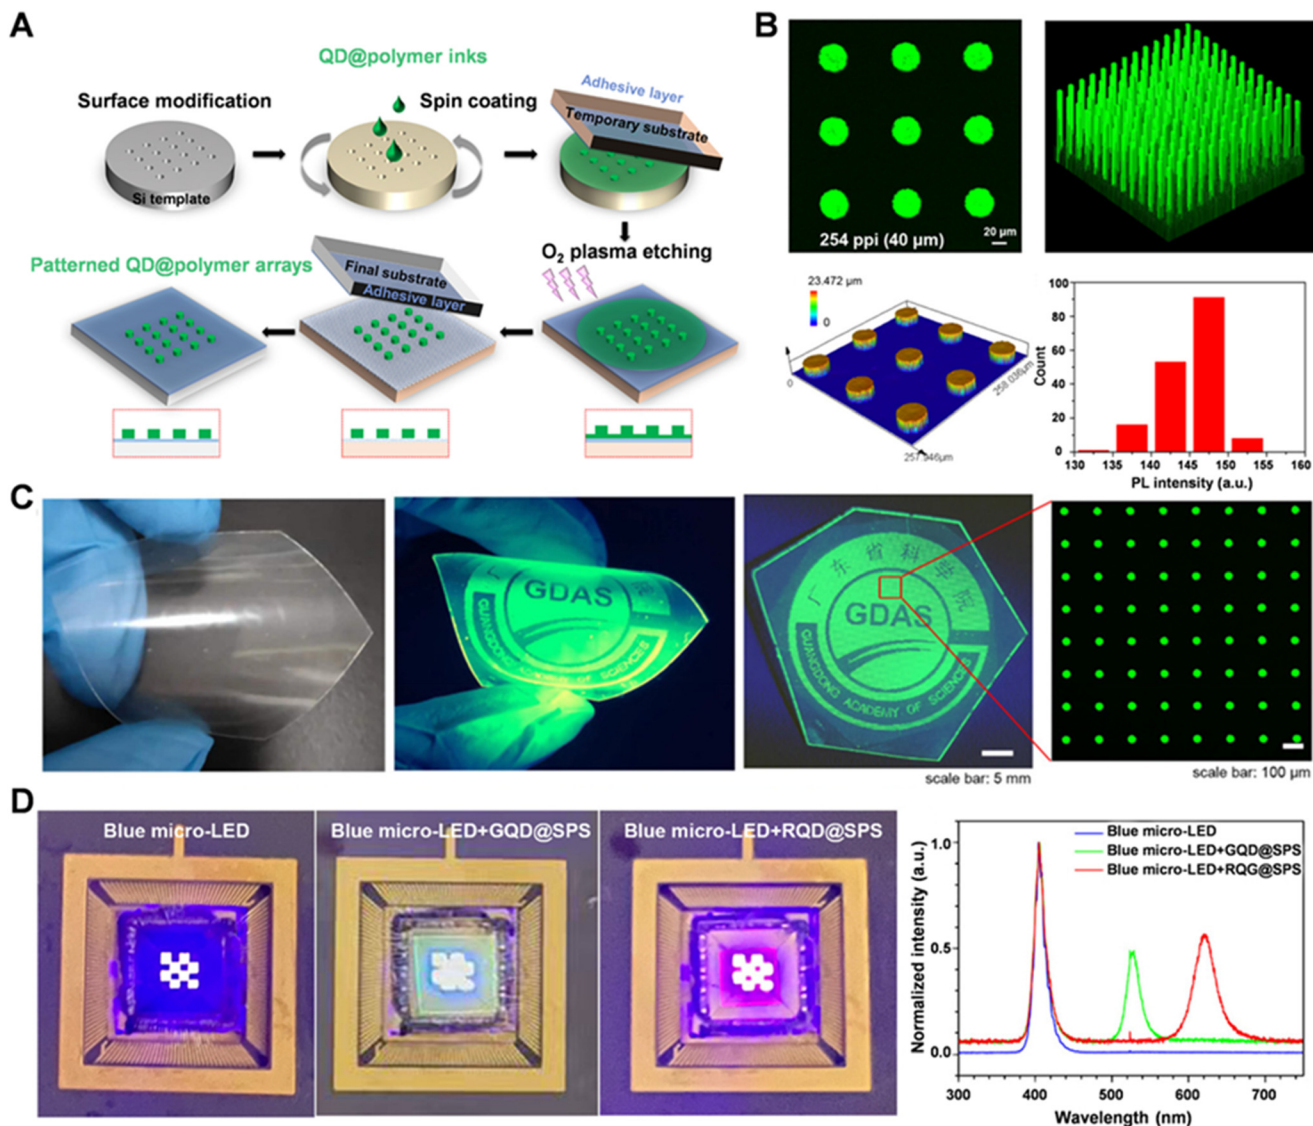 A
QD@polymer inks
Surface modification
Spin coating
Adhesive layer
Temporary substrate
Si template
O₂ plasma etching
Patterned QD@polymer arrays
Final substrate
Adhesive layer
B
254 ppi (40 μm)
20 μm
23.472 μm
0
0
258.036μm
257.946μm
Count
100
80
60
40
20
0
130 135 140 145 150 155 160
PL intensity (a.u.)
C
GDAS
GUANGDONG ACADEMY OF SCIENCES
广东省科学院
GDAS
GUANGDONG ACADEMY OF SCIENCES
scale bar: 5 mm
scale bar: 100 μm
D
Blue micro-LED
Blue micro-LED+GQD@SPS
Blue micro-LED+RQD@SPS
Normalized intensity (a.u.)
1.0
0.5
0.0
Blue micro-LED
Blue micro-LED+GQD@SPS
Blue micro-LED+RQG@SPS
300 400 500 600 700
Wavelength (nm)